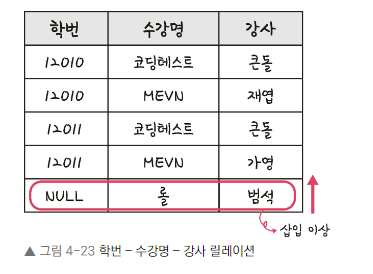 학번 수강명 강사
12010 코딩테스트 큰돌
12010 MEVN 재엽
12011 코딩테스트 큰돌
12011 MEVN 가영
NULL 롤 범석
삽입 이상
▲ 그림 4-23 학번 – 수강명 – 강사 릴레이션